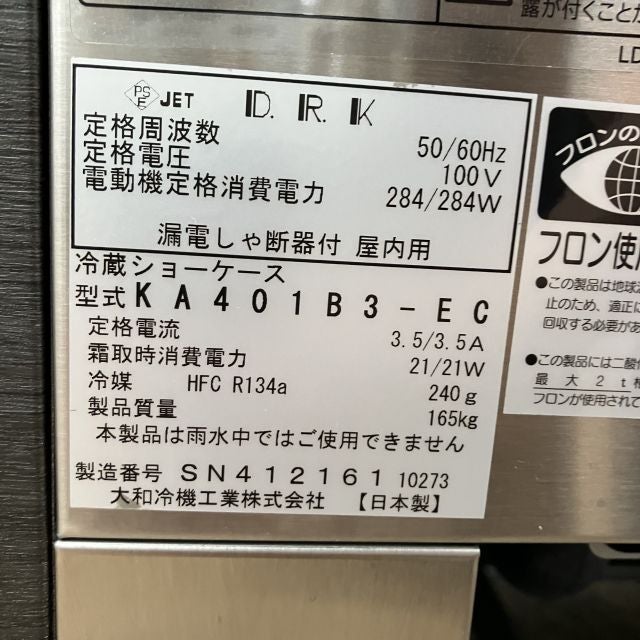 露が付くことが
LD
PS
E JET D.R.K
定格周波数 50/60Hz
定格電圧 100V
電動機定格消費電力 284/284W
漏電しゃ断器付 屋内用
冷蔵ショーケース
型式 KA401B3-EC
定格電流 3.5/3.5A
霜取時消費電力 21/21W
冷媒 HFC R134a 240g
製品質量 165kg
本製品は雨水中ではご使用できません
製造番号 SN412161 10273
大和冷機工業株式会社 【日本製】
フロンの
フロン使
●この製品は地球
止のため、適正に
回収する必要が
●この製品には二酸
最大2t
フロンが使用されて